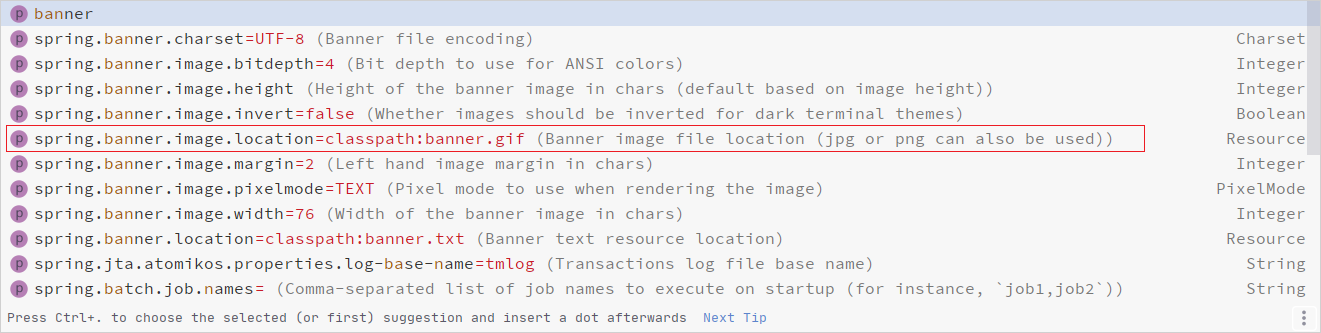 p banner
p spring.banner.charset=UTF-8 (Banner file encoding) Charset
p spring.banner.image.bitdepth=4 (Bit depth to use for ANSI colors) Integer
p spring.banner.image.height (Height of the banner image in chars (default based on image height)) Integer
p spring.banner.image.invert=false (Whether images should be inverted for dark terminal themes) Boolean
p spring.banner.image.location=classpath:banner.gif (Banner image file location (jpg or png can also be used)) Resource
p spring.banner.image.margin=2 (Left hand image margin in chars) Integer
p spring.banner.image.pixelmode=TEXT (Pixel mode to use when rendering the image) PixelMode
p spring.banner.image.width=76 (Width of the banner image in chars) Integer
p spring.banner.location=classpath:banner.txt (Banner text resource location) Resource
p spring.jta.atomikos.properties.log-base-name=tmlog (Transactions log file base name) String
p spring.batch.job.names= (Comma-separated list of job names to execute on startup (for instance, `job1,job2`)) String
Press Ctrl+. to choose the selected (or first) suggestion and insert a dot afterwards Next Tip